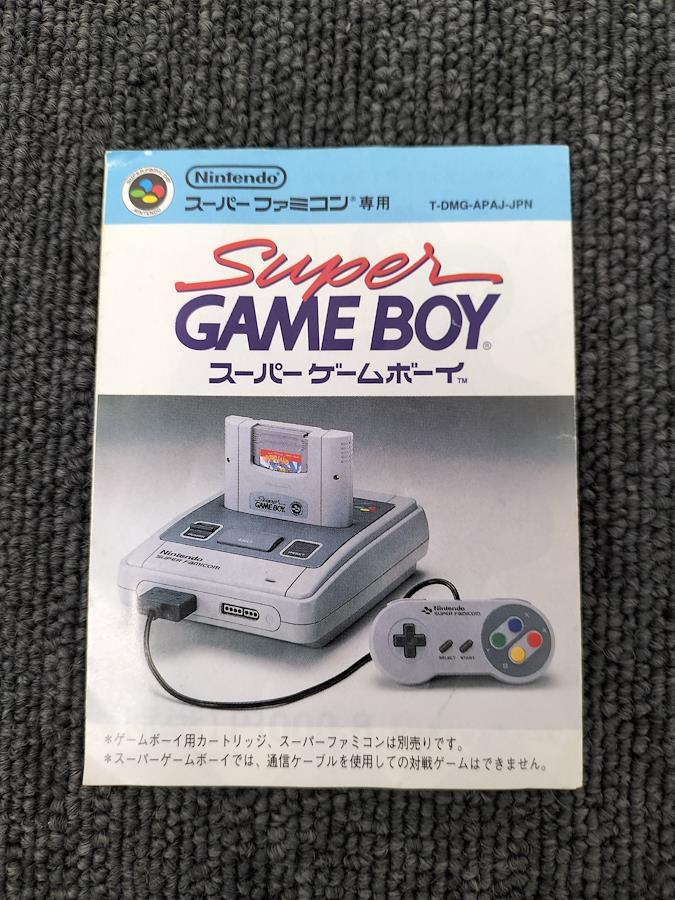 SUPER FAMICOM
NINTENDO
Nintendo®
スーパーファミコン®専用
T-DMG-APAJ-JPN
Super
GAME BOY®
スーパーゲームボーイ™
Super
GAME BOY
Nintendo
SUPER FAMICOM
Nintendo
SUPER FAMICOM
SELECT START
*ゲームボーイ用カートリッジ、スーパーファミコンは別売りです。
*スーパーゲームボーイでは、通信ケーブルを使用しての対戦ゲームはできません。